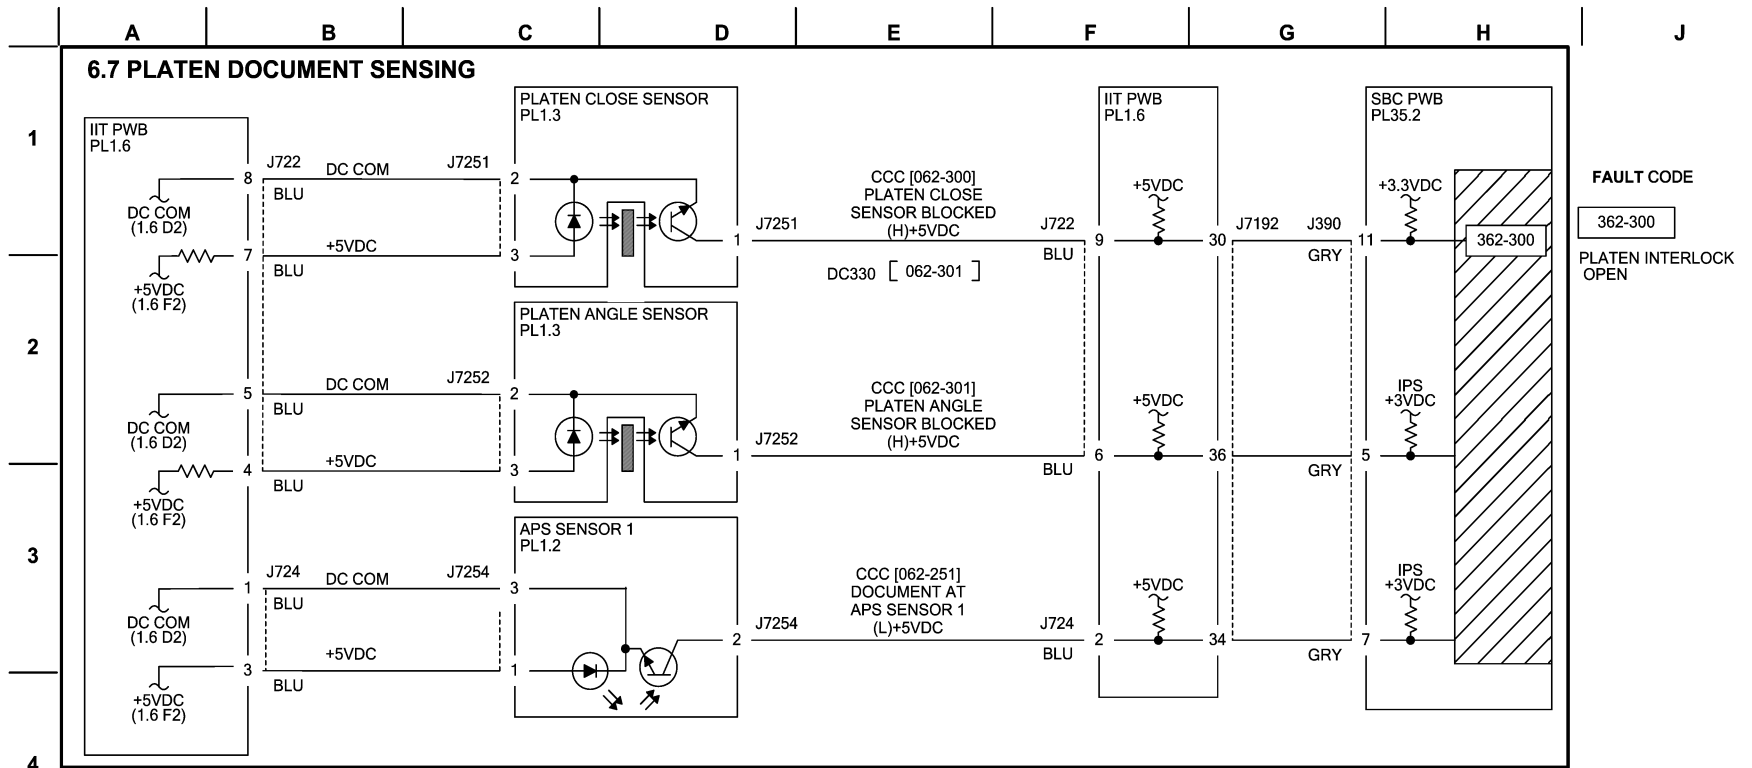 A B C D E F G H J
6.7 PLATEN DOCUMENT SENSING
1
2
3
4
IIT PWB
PL1.6
8
DC COM
(1.6 D2)
7
+5VDC
(1.6 F2)
5
DC COM
(1.6 D2)
4
+5VDC
(1.6 F2)
1
DC COM
(1.6 D2)
3
+5VDC
(1.6 F2)
J722
DC COM
J7251
BLU
+5VDC
BLU
DC COM
J7252
BLU
+5VDC
BLU
J724
DC COM
J7254
BLU
+5VDC
BLU
PLATEN CLOSE SENSOR
PL1.3
2
3
1
J7251
PLATEN ANGLE SENSOR
PL1.3
2
3
1
J7252
APS SENSOR 1
PL1.2
3
1
2
J7254
CCC [062-300]
PLATEN CLOSE
SENSOR BLOCKED
(H)+5VDC
DC330 [ 062-301 ]
CCC [062-301]
PLATEN ANGLE
SENSOR BLOCKED
(H)+5VDC
CCC [062-251]
DOCUMENT AT
APS SENSOR 1
(L)+5VDC
J722
BLU
BLU
J724
BLU
IIT PWB
PL1.6
+5VDC
9
30
+5VDC
6
36
+5VDC
2
34
J7192
J390
GRY
GRY
GRY
SBC PWB
PL35.2
+3.3VDC
11
362-300
IPS
+3VDC
5
IPS
+3VDC
7
FAULT CODE
362-300
PLATEN INTERLOCK
OPEN